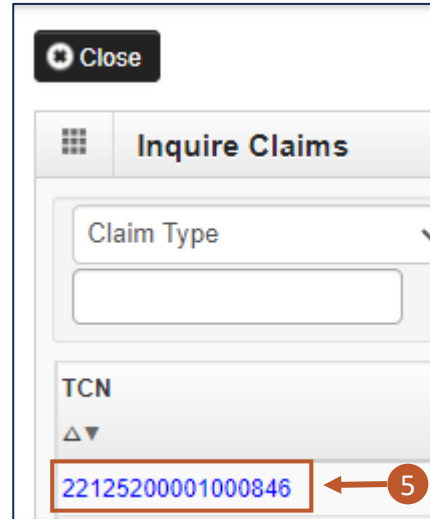 Close
Inquire Claims
Claim Type
TCN
△▼
22125200001000846
5